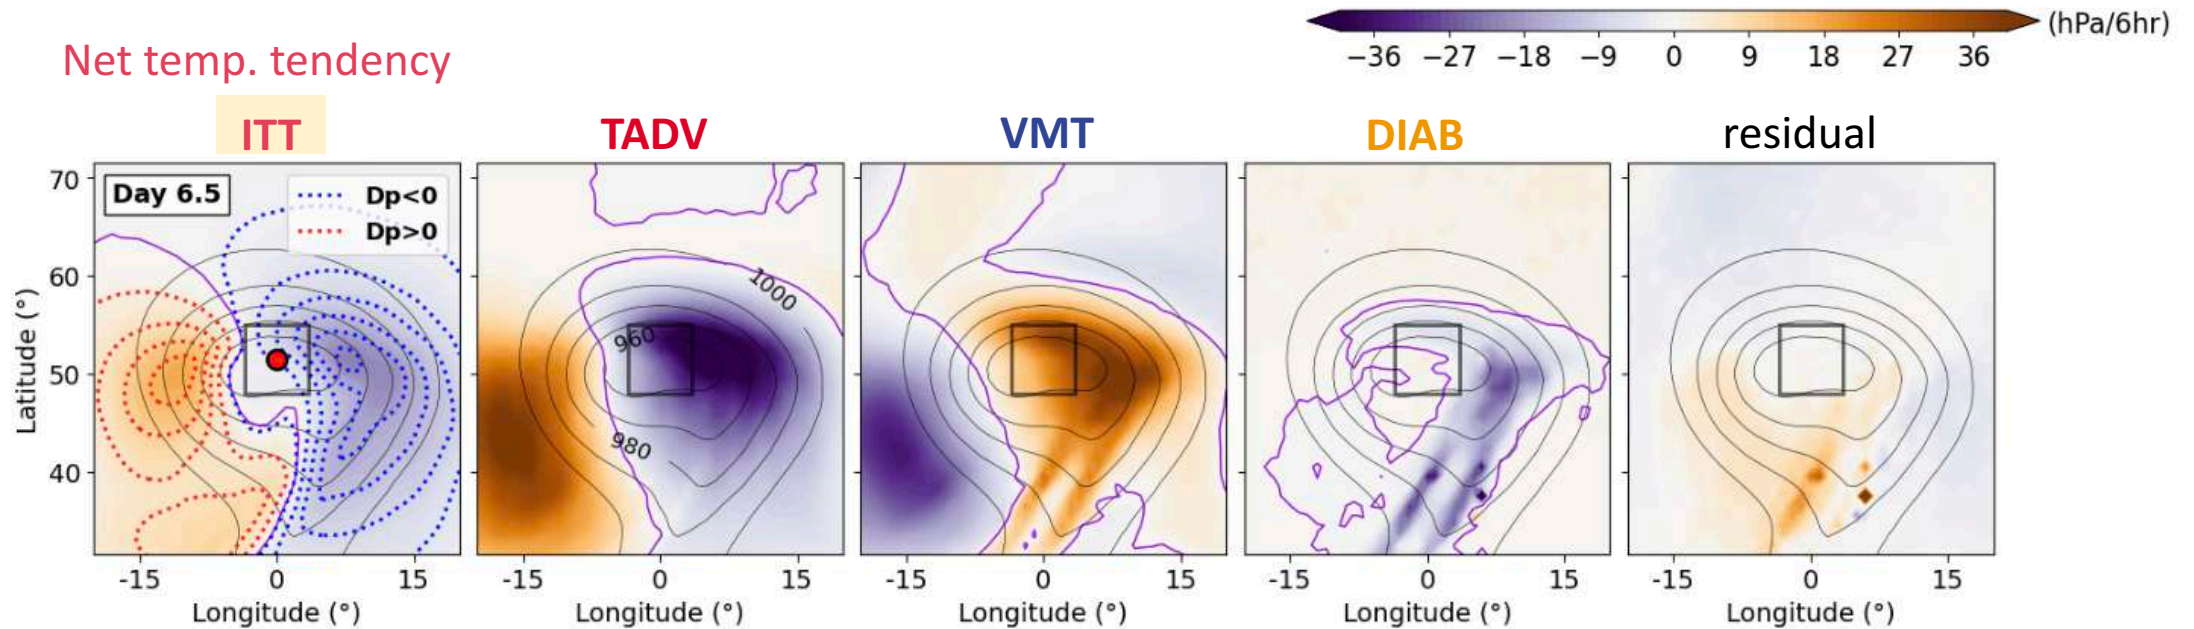 (hPa/6hr)
−36 −27 −18 −9 0 9 18 27 36
Net temp. tendency
ITT TADV VMT DIAB residual
Day 6.5
Dp<0
Dp>0
1000
960
980
70
60
50
40
Latitude (°)
-15 0 15 -15 0 15 -15 0 15 -15 0 15 -15 0 15
Longitude (°) Longitude (°) Longitude (°) Longitude (°) Longitude (°)